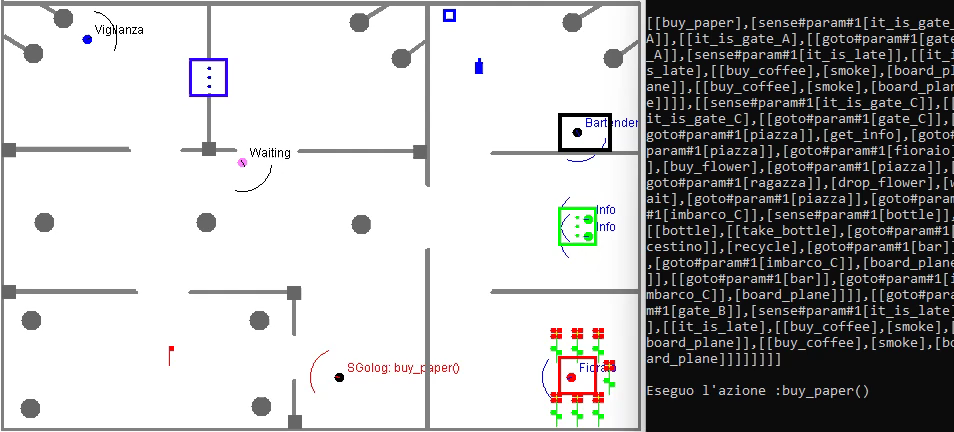 Vigilanza
Waiting
Bartender
Info
Info
SGolog: buy_paper()
Fioraio
[[buy_paper],[sense#param#1[it_is_gate_
A]],[[it_is_gate_A],[[goto#param#1[gate
_A]],[sense#param#1[it_is_late]],[[it_i
s_late],[[buy_coffee],[smoke],[board_pl
ane]],[[buy_coffee],[smoke],[board_plan
e]]]],[[sense#param#1[it_is_gate_C]],[[
it_is_gate_C],[[goto#param#1[gate_C]],[
goto#param#1[piazza]],[get_info],[goto#
param#1[piazza]],[goto#param#1[fioraio]
],[buy_flower],[goto#param#1[piazza]],[
goto#param#1[ragazza]],[drop_flower],[w
ait],[goto#param#1[piazza]],[goto#param
#1[imbarco_C]],[sense#param#1[bottle]],
[[bottle],[[take_bottle],[goto#param#1[
cestino]],[recycle],[goto#param#1[bar]]
,[goto#param#1[imbarco_C]],[board_plane
]],[[goto#param#1[bar]],[goto#param#1[i
mbarco_C]],[board_plane]]]],[[goto#para
m#1[gate_B]],[sense#param#1[it_is_late]
],[[it_is_late],[[buy_coffee],[smoke],[
board_plane]],[[buy_coffee],[smoke],[bo
ard_plane]]]]]]]]
Eseguo l'azione :buy_paper()